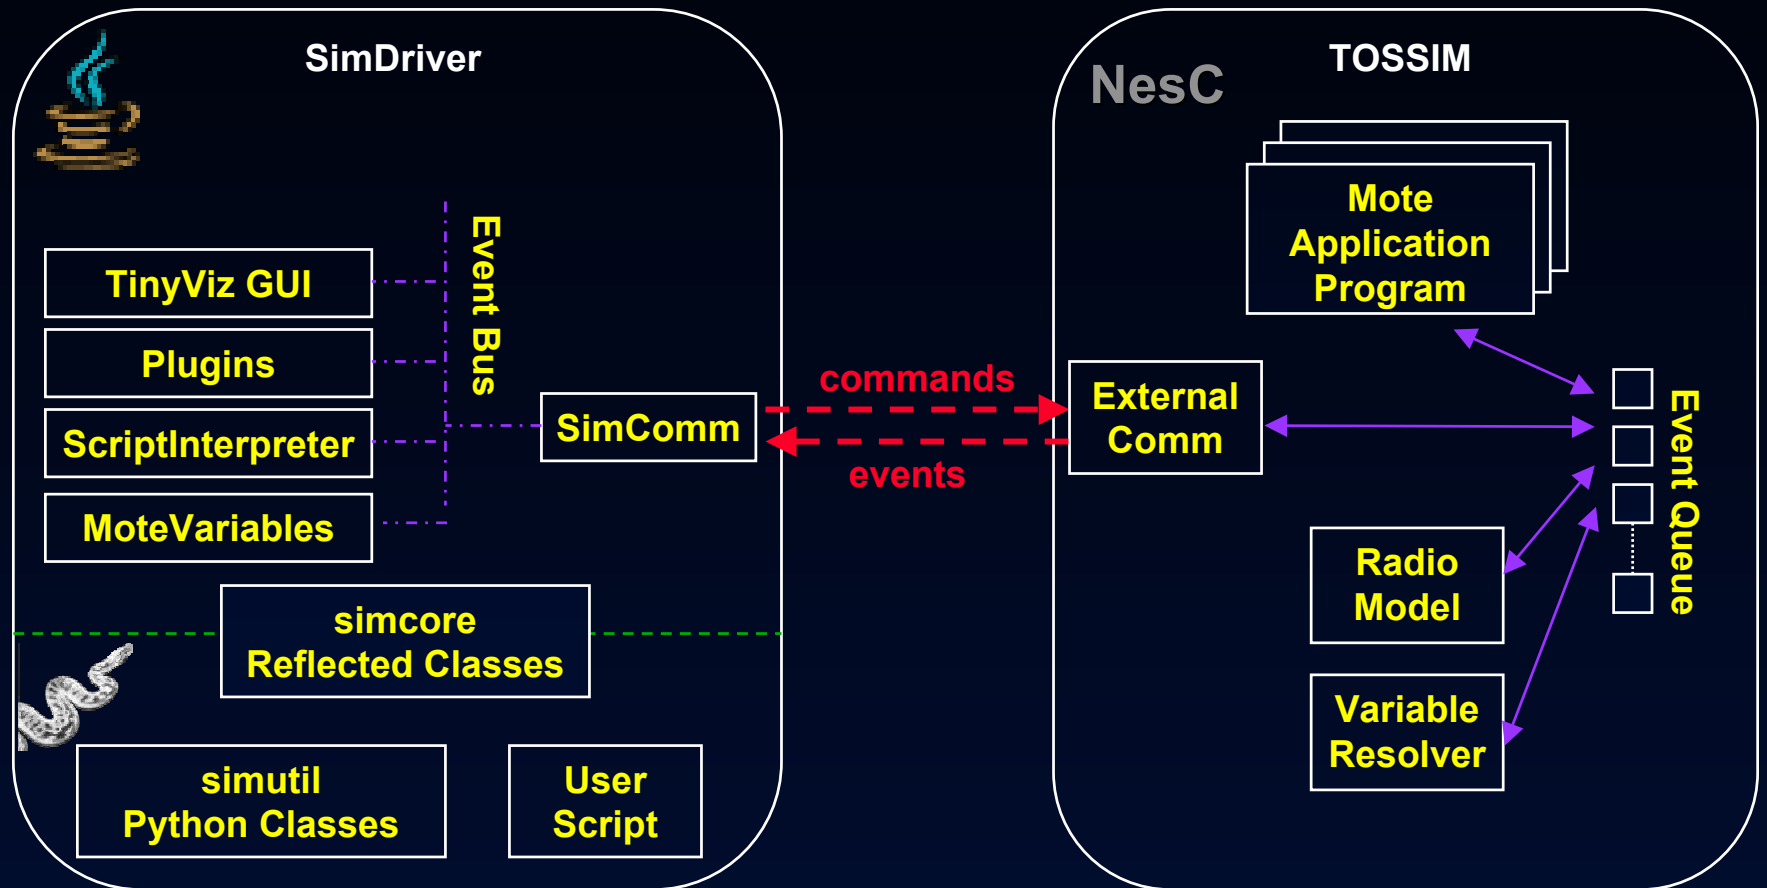 SimDriver
TinyViz GUI
Plugins
ScriptInterpreter
MoteVariables
Event Bus
SimComm
simcore
Reflected Classes
simutil
Python Classes
User
Script
commands
events
TOSSIM
NesC
Mote
Application
Program
External
Comm
Event Queue
Radio
Model
Variable
Resolver